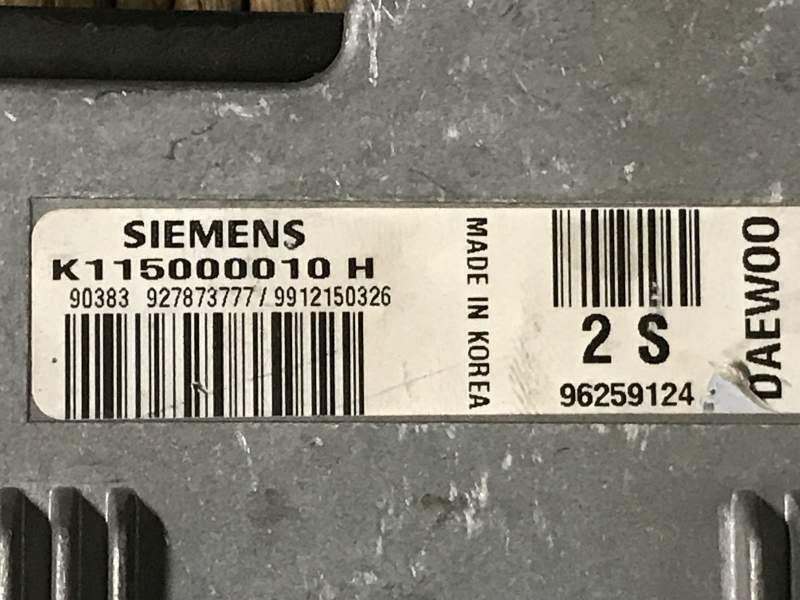 SIEMENS
K115000010 H
90383 927873777/9912150326
MADE IN KOREA
2 S
96259124
DAEWOO